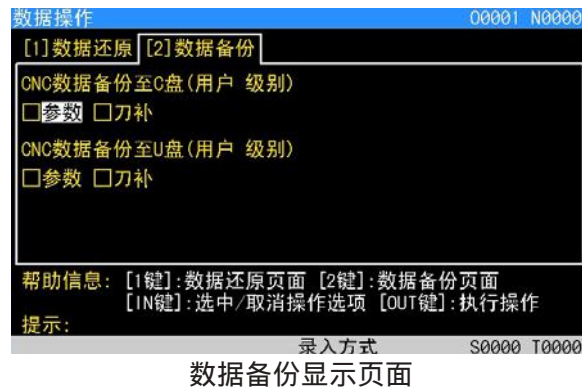 数据操作 O0001 N0000
[1]数据还原 [2]数据备份
CNC数据备份至C盘(用户 级别)
□参数 □刀补
CNC数据备份至U盘(用户 级别)
□参数 □刀补
帮助信息: [1键]:数据还原页面 [2键]:数据备份页面
[IN键]:选中/取消操作选项 [OUT键]:执行操作
提示:
录入方式 S0000 T0000
数据备份显示页面